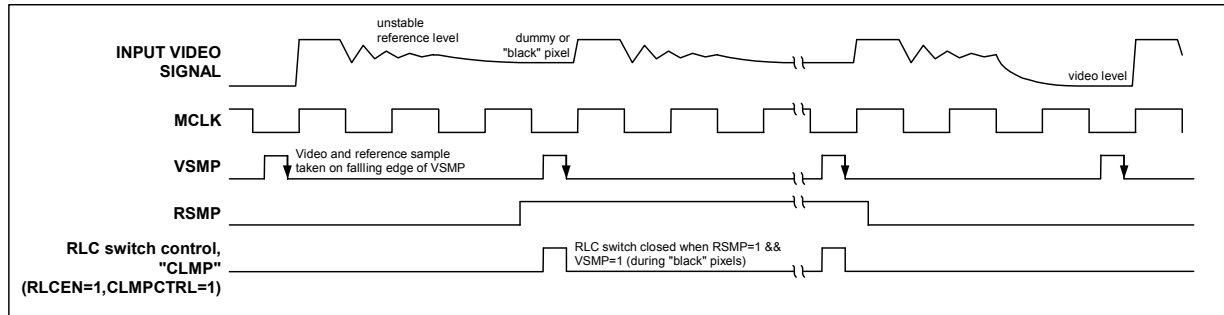 unstable
reference level
dummy or
"black" pixel
INPUT VIDEO
SIGNAL
video level
MCLK
VSMP
Video and reference sample
taken on fallling edge of VSMP
RSMP
RLC switch control,
"CLMP"
(RLCEN=1,CLMPCTRL=1)
RLC switch closed when RSMP=1 &&
VSMP=1 (during "black" pixels)